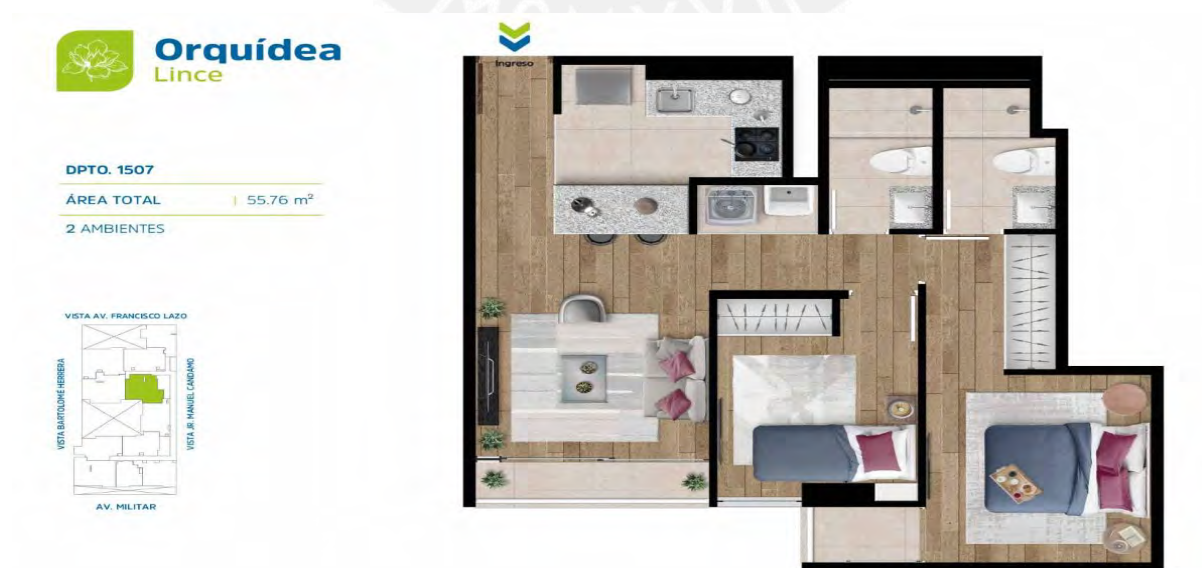 Orquídea
Lince
Ingreso
DPTO. 1507
ÁREA TOTAL | 55.76 m²
2 AMBIENTES
VISTA AV. FRANCISCO LAZO
VISTA BARTOLOME HERRERA
VISTA JR. MANUEL CANDAMO
AV. MILITAR